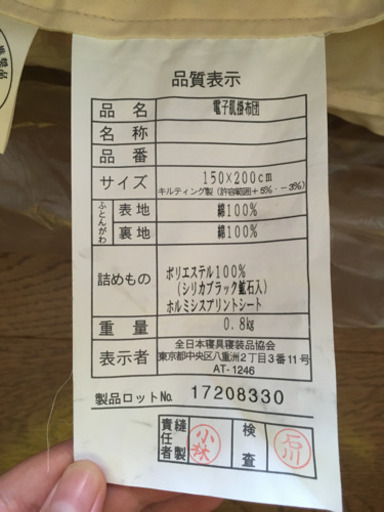 品質表示
品名 電子肌掛布団
名称
品番
サイズ 150×200cm
キルティング製(許容範囲+5%・-3%)
ふとんがわ 表地 綿100%
裏地 綿100%
詰めもの ポリエステル100%
(シリカブラック鉱石入)
ホルミシスプリントシート
重量 0.8kg
表示者 全日本寝具寝装品協会
東京都中央区八重洲2丁目3番11号
AT-1246
製品ロットNo. 17208330
縫製責任者 小林 検査 石川